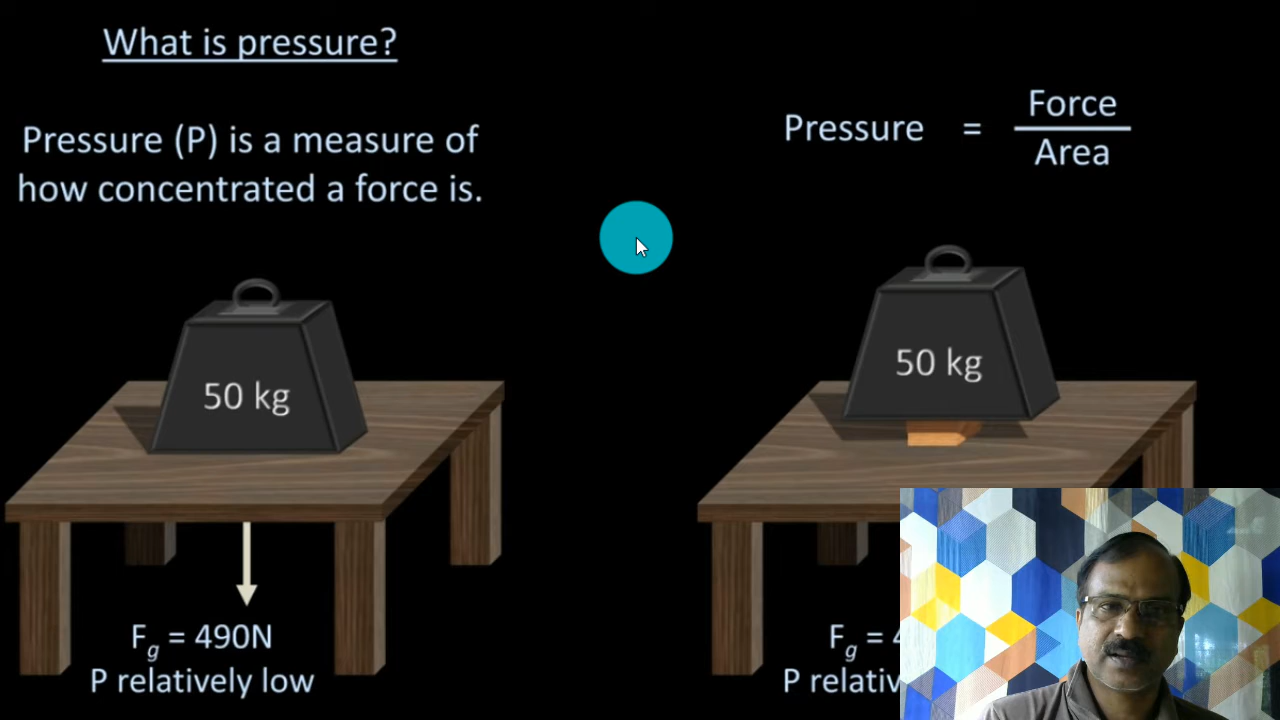 What is pressure?
Pressure (P) is a measure of
how concentrated a force is.
Pressure = Force
Area
50 kg
50 kg
Fg = 490N
P relatively low
Fg =
P